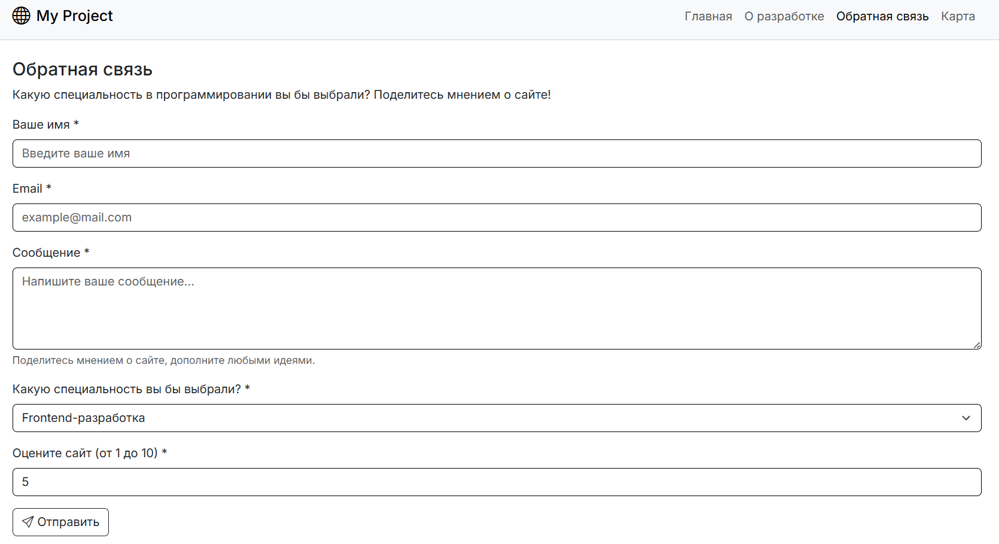 My Project
Главная О разработке Обратная связь Карта
Обратная связь
Какую специальность в программировании вы бы выбрали? Поделитесь мнением о сайте!
Ваше имя *
Введите ваше имя
Email *
example@mail.com
Сообщение *
Напишите ваше сообщение...
Поделитесь мнением о сайте, дополните любыми идеями.
Какую специальность вы бы выбрали? *
Frontend-разработка
Оцените сайт (от 1 до 10) *
5
Отправить